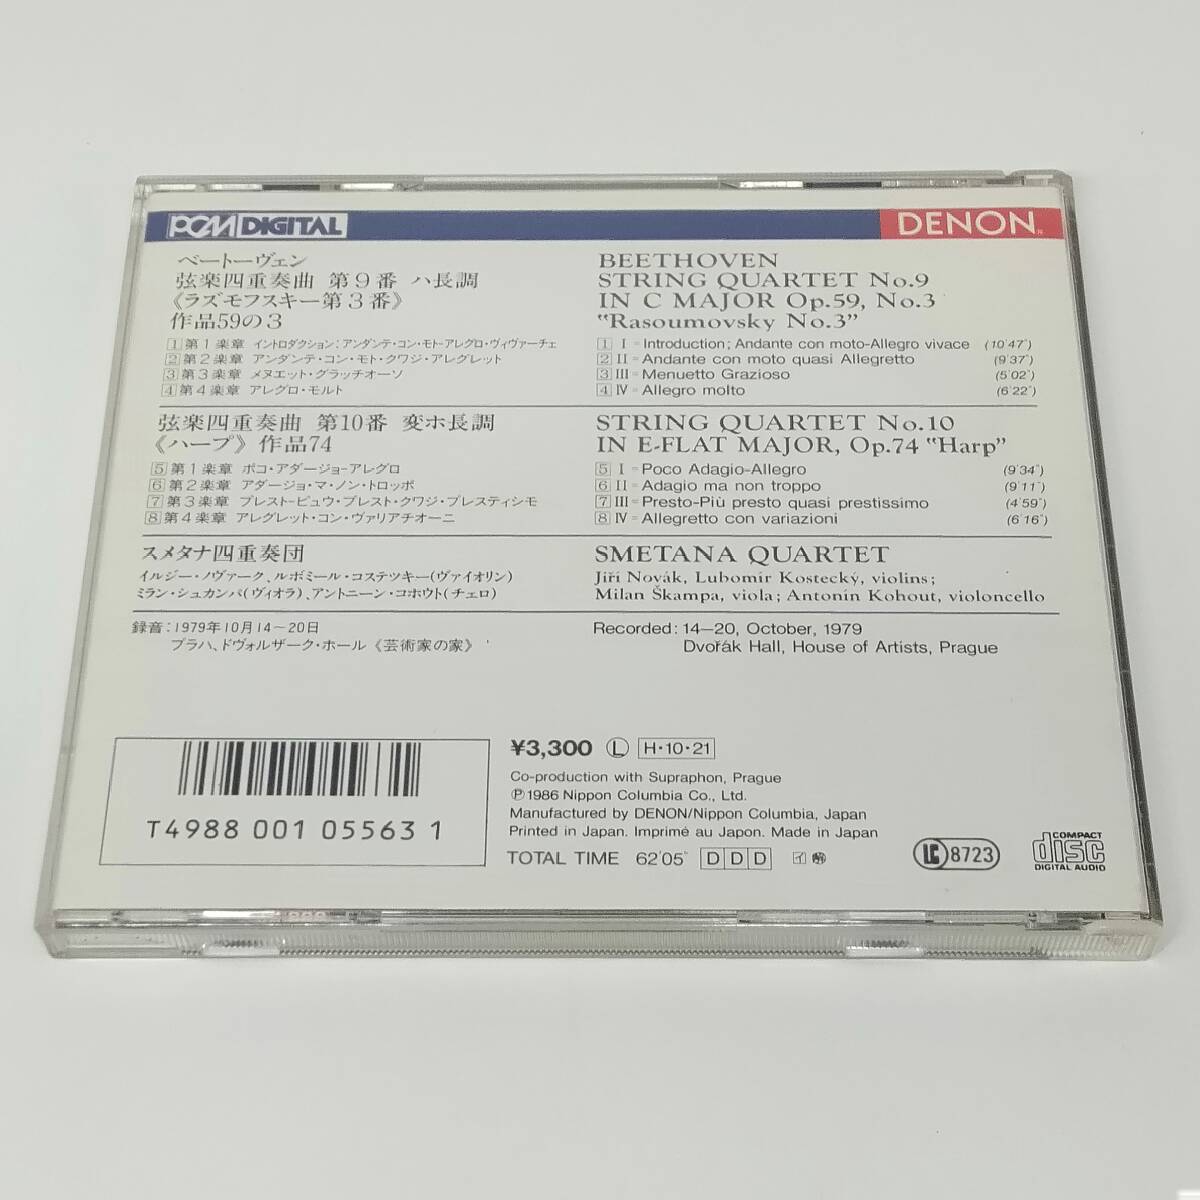 PCM DIGITAL
DENON
ベートーヴェン
弦楽四重奏曲 第9番 ハ長調
《ラズモフスキー第3番》
作品59の3
1 第1楽章 イントロダクション;アンダンテ・コン・モト-アレグロ・ヴィヴァーチェ
2 第2楽章 アンダンテ・コン・モト・クワジ・アレグレット
3 第3楽章 メヌエット・グラッチオーソ
4 第4楽章 アレグロ・モルト
弦楽四重奏曲 第10番 変ホ長調
《ハープ》作品74
5 第1楽章 ポコ・アダージョ-アレグロ
6 第2楽章 アダージョ・マ・ノン・トロッポ
7 第3楽章 プレスト-ピュウ・プレスト・クワジ・プレスティシモ
8 第4楽章 アレグレット・コン・ヴァリアチオーニ
スメタナ四重奏団
イルジー・ノヴァーク、ルボミール・コステツキー(ヴァイオリン)
ミラン・シュカンパ(ヴィオラ)、アントニーン・コホウト(チェロ)
録音:1979年10月14〜20日
プラハ、ドヴォルザーク・ホール《芸術家の家》
BEETHOVEN
STRING QUARTET No.9
IN C MAJOR Op.59, No.3
"Rasoumovsky No.3"
1 I=Introduction; Andante con moto-Allegro vivace (10'47")
2 II=Andante con moto quasi Allegretto (9'37")
3 III=Menuetto Grazioso (5'02")
4 IV=Allegro molto (6'22")
STRING QUARTET No.10
IN E-FLAT MAJOR, Op.74 "Harp"
5 I=Poco Adagio-Allegro (9'34")
6 II=Adagio ma non troppo (9'11")
7 III=Presto-Più presto quasi prestissimo (4'59")
8 IV=Allegretto con variazioni (6'16")
SMETANA QUARTET
Jiří Novák, Lubomír Kostecký, violins;
Milan Škampa, viola; Antonín Kohout, violoncello
Recorded: 14—20, October, 1979
Dvořák Hall, House of Artists, Prague
T4988 001 05563 1
¥3,300 Ⓛ H・10・21
Co-production with Supraphon, Prague
Ⓟ1986 Nippon Columbia Co., Ltd.
Manufactured by DENON/Nippon Columbia, Japan
Printed in Japan. Imprimé au Japon. Made in Japan
TOTAL TIME 62'05" D D D イ
LC 8723
COMPACT
disc
DIGITAL AUDIO